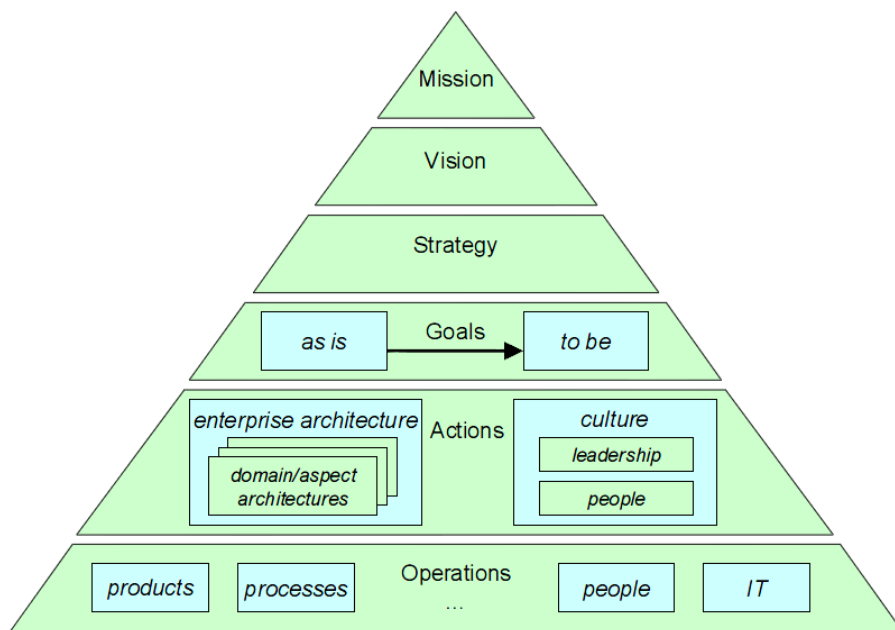 Mission
Vision
Strategy
as is
Goals
to be
enterprise architecture
Actions
culture
domain/aspect
architectures
leadership
people
products
processes
Operations
...
people
IT